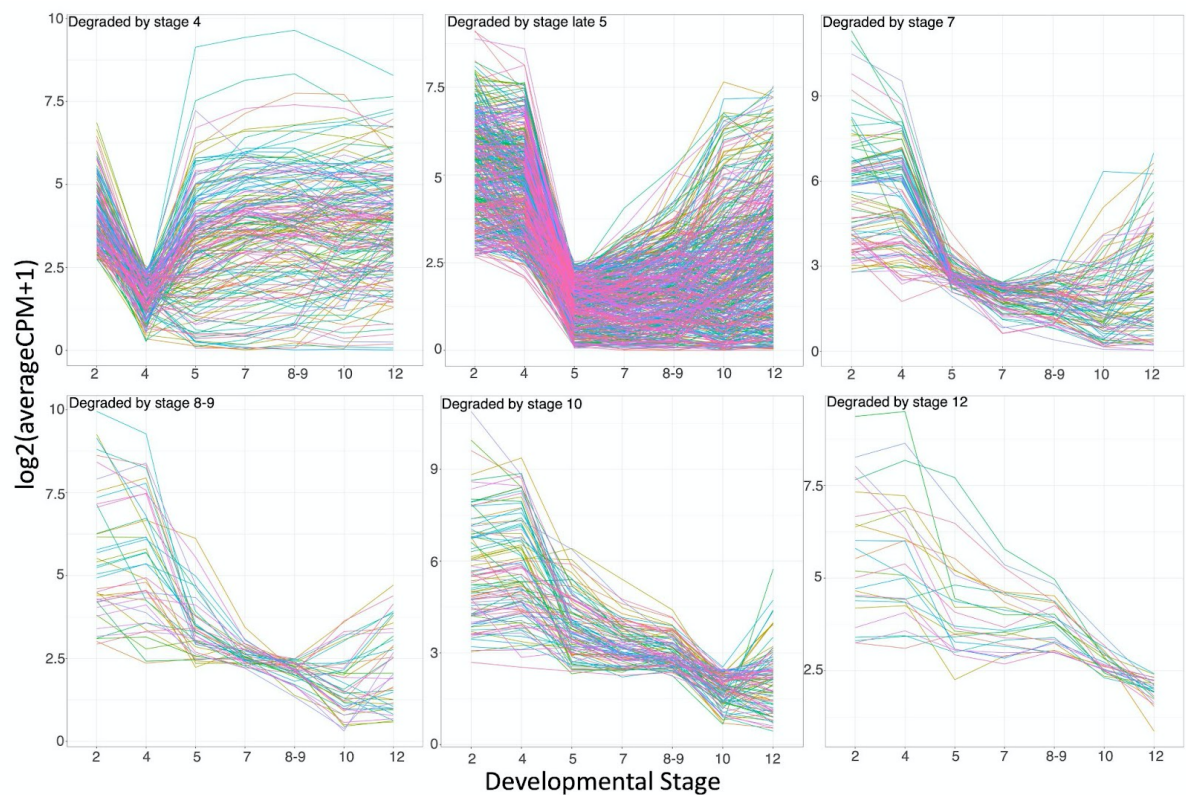 log2(averageCPM+1)
Degraded by stage 4
10
7.5
5
2.5
0
2 4 5 7 8-9 10 12
Degraded by stage late 5
7.5
5
2.5
0
2 4 5 7 8-9 10 12
Degraded by stage 7
9
6
3
0
2 4 5 7 8-9 10 12
Degraded by stage 8-9
10
7.5
5
2.5
0
2 4 5 7 8-9 10 12
Degraded by stage 10
9
6
3
0
2 4 5 7 8-9 10 12
Degraded by stage 12
7.5
5
2.5
2 4 5 7 8-9 10 12
Developmental Stage